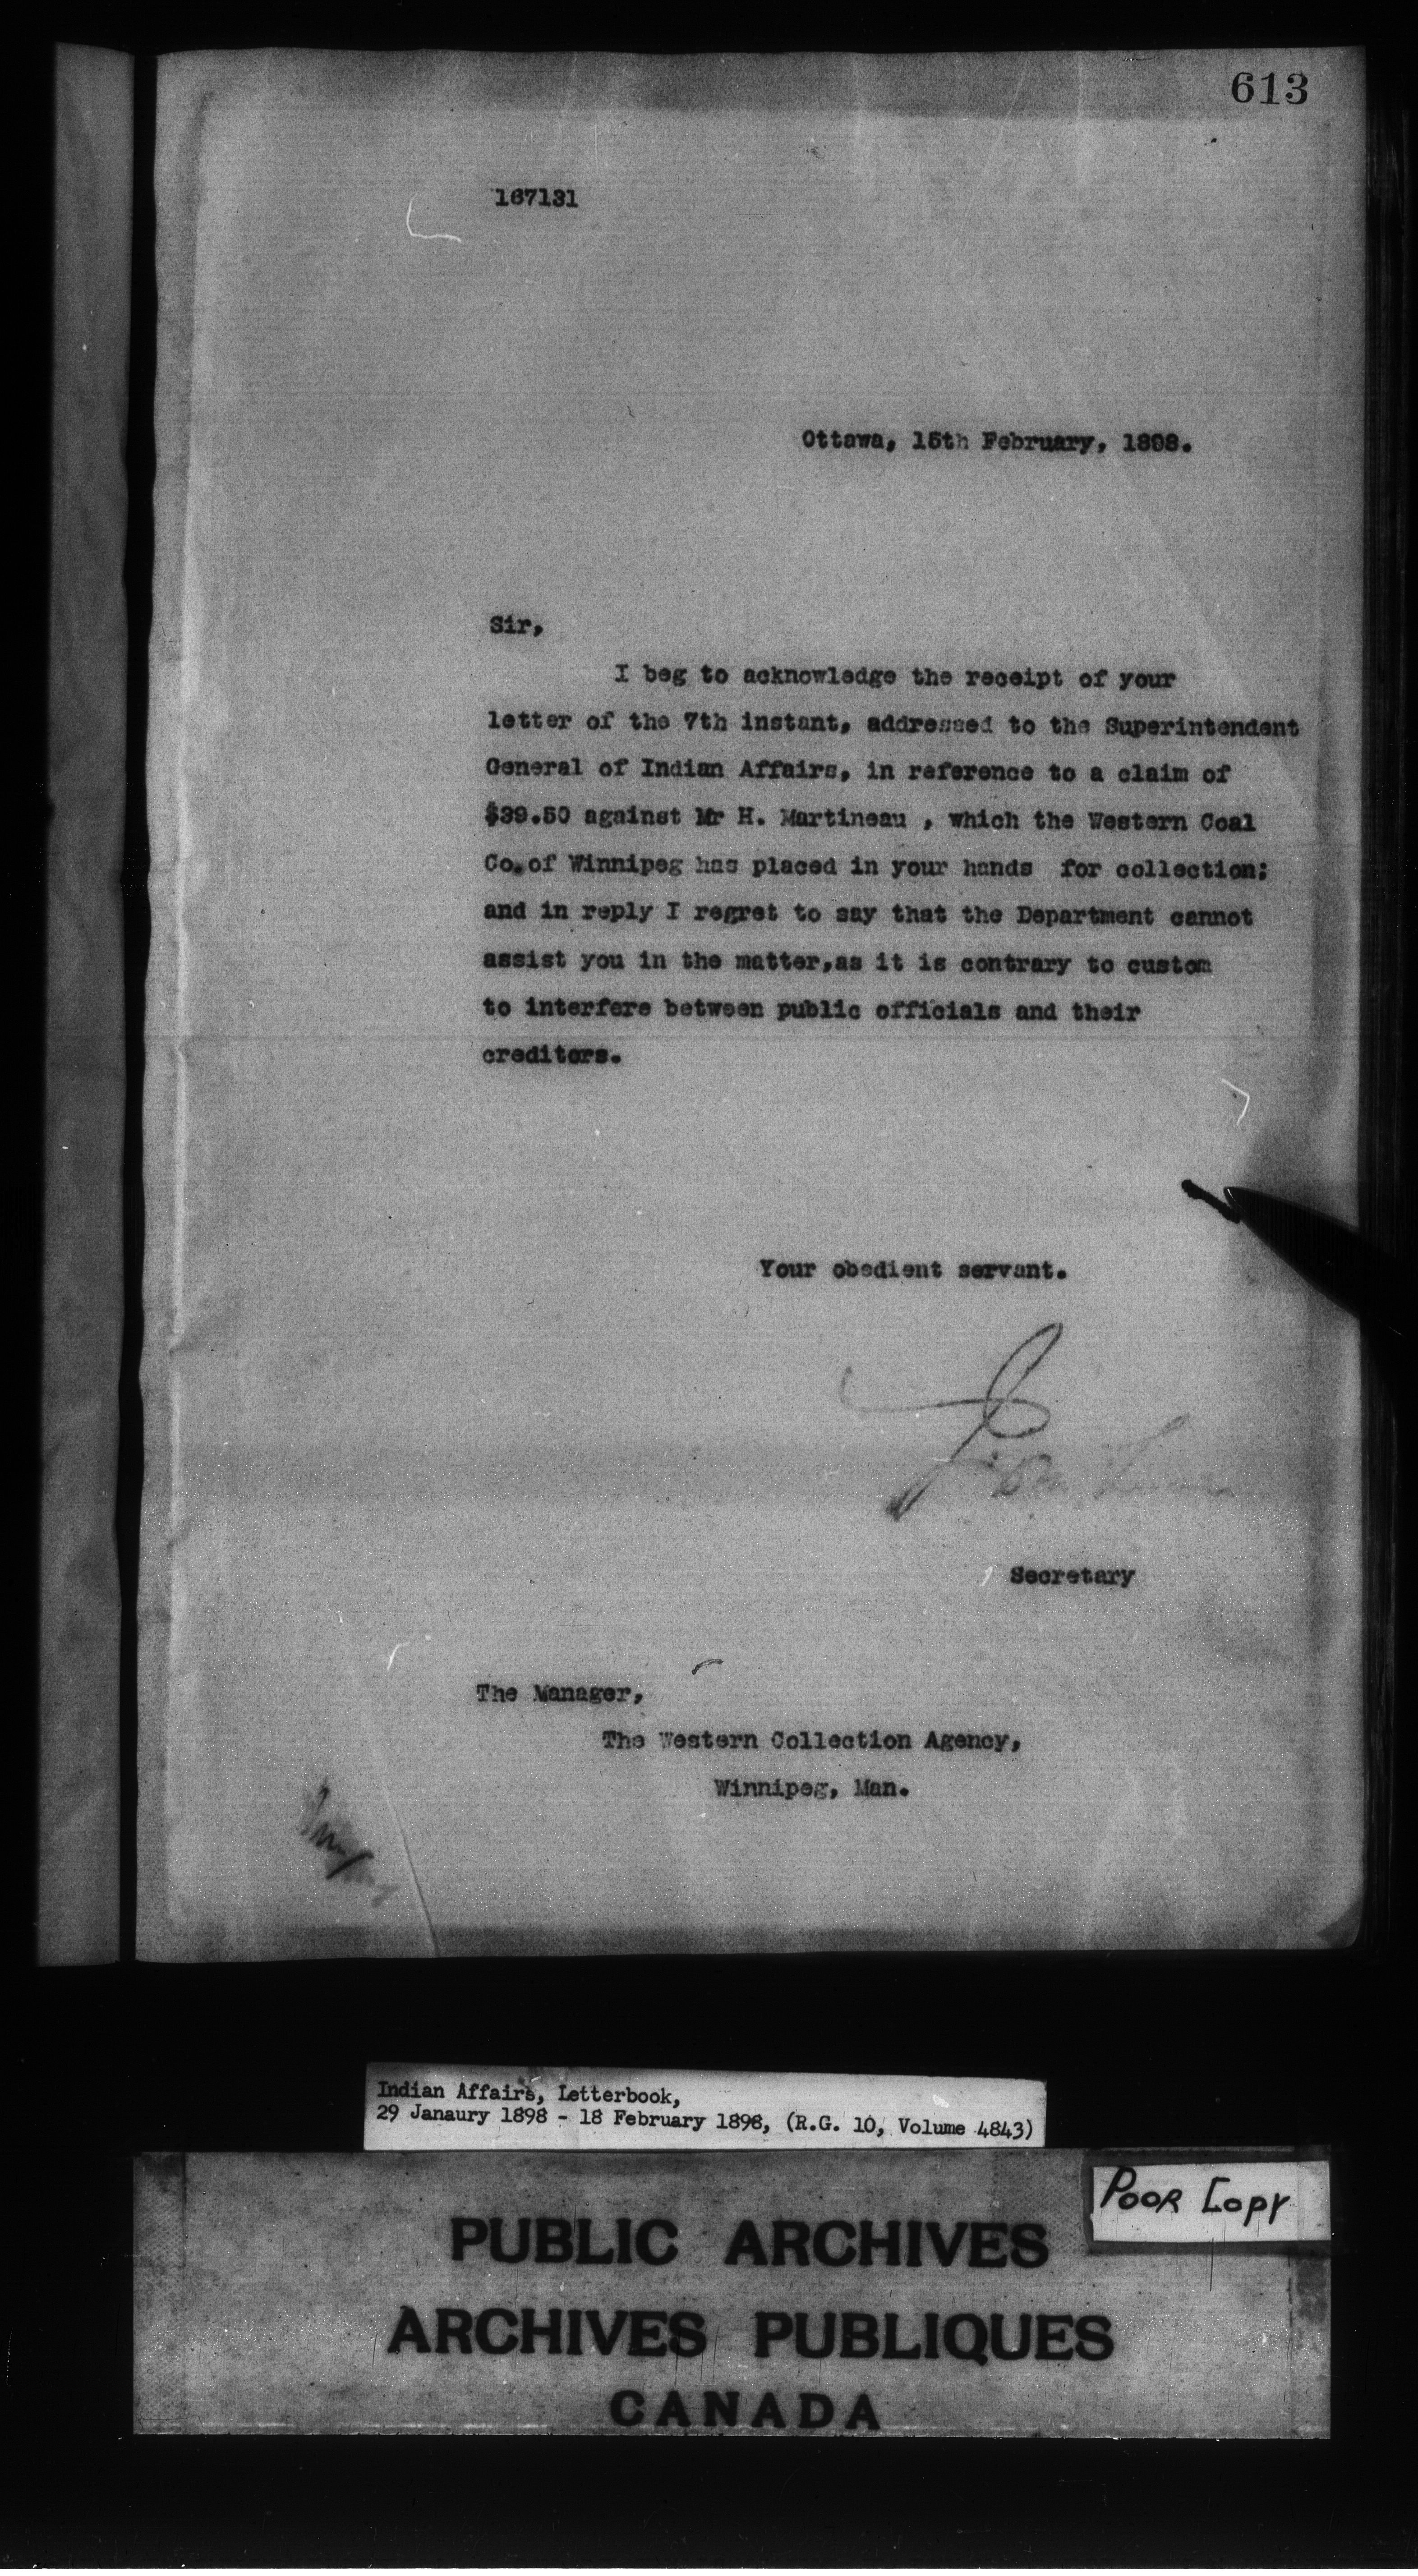 613
167131
Ottawa, 15th February, 1898.
Sir,
I beg to acknowledge the receipt of your
letter of the 7th instant, addressed to the Superintendent
General of Indian Affairs, in reference to a claim of
$39.50 against Mr H. Martineau , which the Western Coal
Co. of Winnipeg has placed in your hands for collection;
and in reply I regret to say that the Department cannot
assist you in the matter,as it is contrary to custom
to interfere between public officials and their
creditors.
Your obedient servant.
Secretary
The Manager,
The Western Collection Agency,
Winnipeg, Man.
Indian Affairs, Letterbook,
29 Janaury 1898 - 18 February 1898, (R.G. 10, Volume 4843)
Poor Copy
PUBLIC ARCHIVES
ARCHIVES PUBLIQUES
CANADA